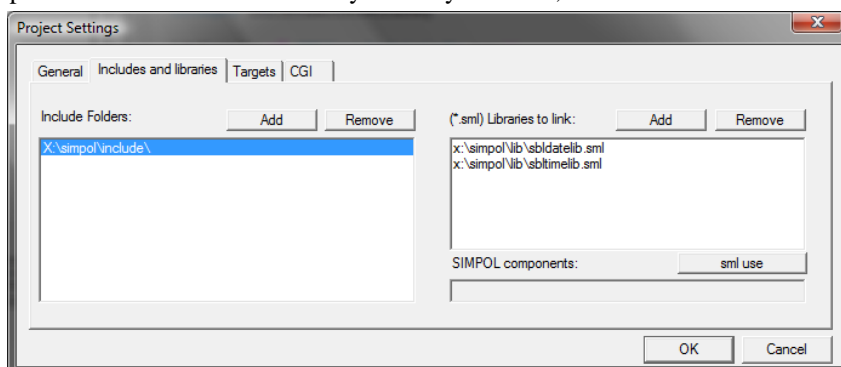 Project Settings
General Includes and libraries Targets CGI
Include Folders: Add Remove
X:\simpol\include\
(*.sml) Libraries to link: Add Remove
x:\simpol\lib\sbldatelib.sml
x:\simpol\lib\sbltimelib.sml
SIMPOL components: sml use
OK Cancel